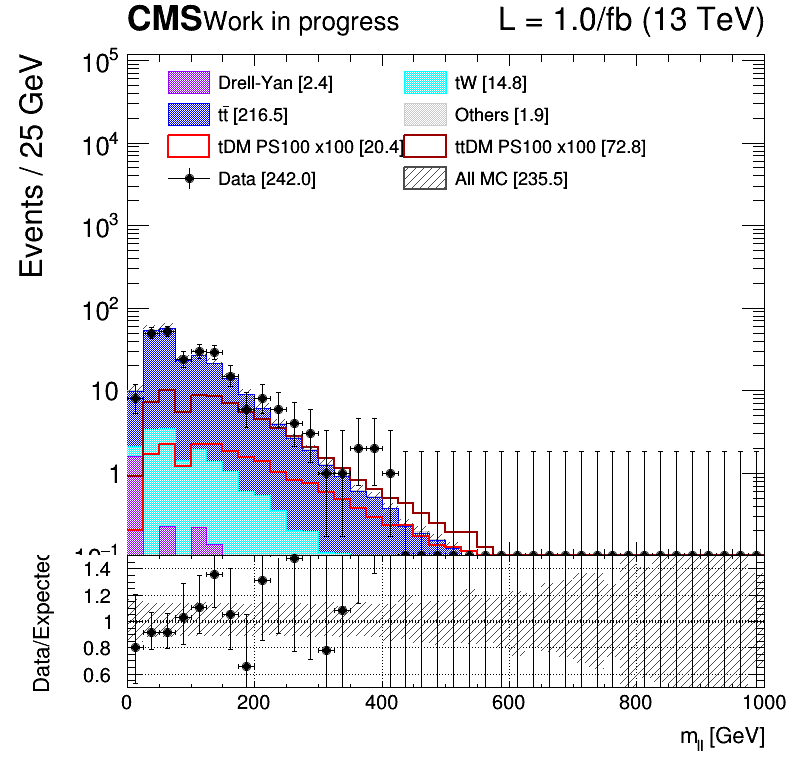 CMS Work in progress L = 1.0/fb (13 TeV)
Events / 25 GeV
10^5
10^4
10^3
10^2
10
1
10^-1
Drell-Yan [2.4] tW [14.8]
tt̄ [216.5] Others [1.9]
tDM PS100 x100 [20.4] ttDM PS100 x100 [72.8]
Data [242.0] All MC [235.5]
Data/Expected
1.4
1.2
1
0.8
0.6
0 200 400 600 800 1000
m_ll [GeV]